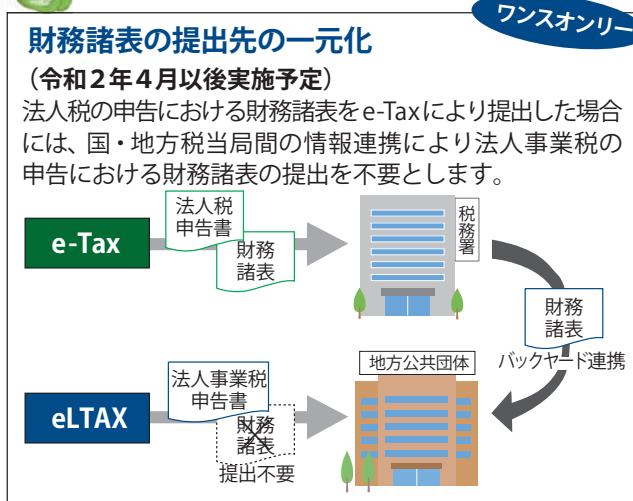 ワンスオンリー
財務諸表の提出先の一元化
（令和２年４月以後実施予定）
法人税の申告における財務諸表をe-Taxにより提出した場合
には、国・地方税当局間の情報連携により法人事業税の
申告における財務諸表の提出を不要とします。
e-Tax
法人税
申告書
財務
諸表
税務署
財務
諸表
バックヤード連携
eLTAX
法人事業税
申告書
財務
諸表
提出不要
地方公共団体